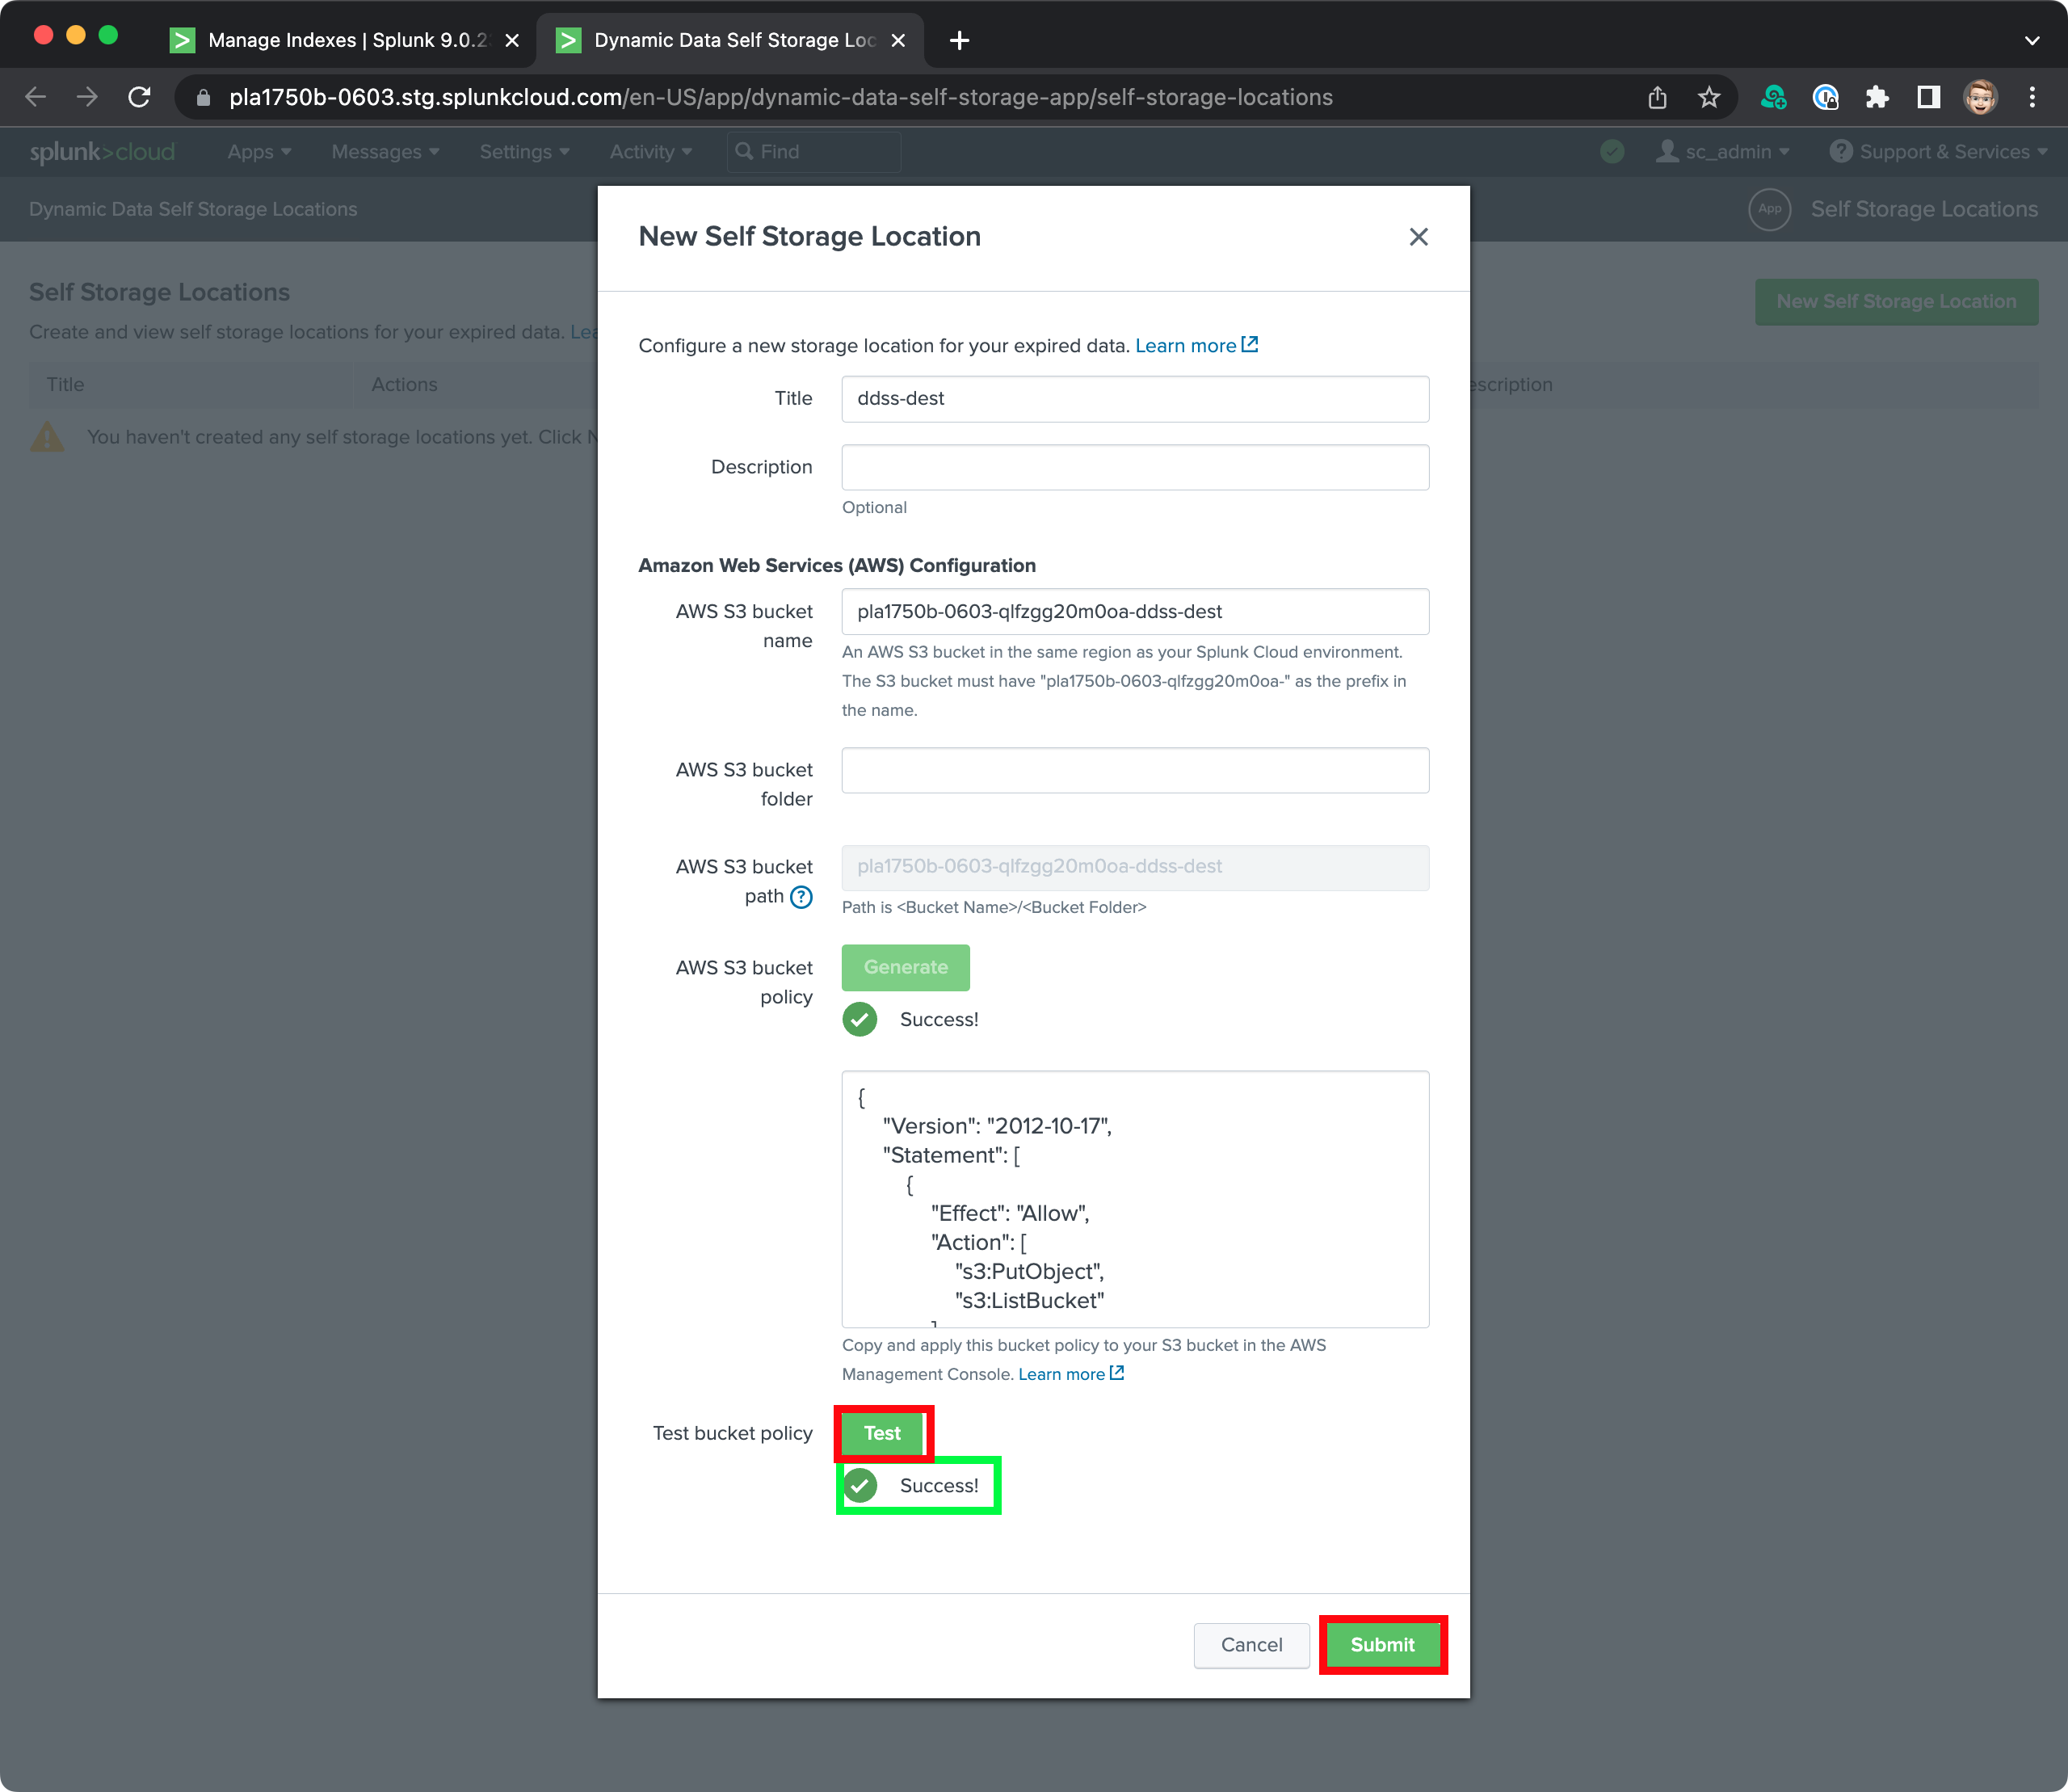 Manage Indexes | Splunk 9.0.2
Dynamic Data Self Storage Loc
pla1750b-0603.stg.splunkcloud.com/en-US/app/dynamic-data-self-storage-app/self-storage-locations
splunk>cloud
Apps
Messages
Settings
Activity
Find
sc_admin
Support & Services
Dynamic Data Self Storage Locations
App
Self Storage Locations
Self Storage Locations
New Self Storage Location
Create and view self storage locations for your expired data. Lea
Title
Actions
escription
You haven't created any self storage locations yet. Click N
New Self Storage Location
Configure a new storage location for your expired data. Learn more
Title
ddss-dest
Description
Optional
Amazon Web Services (AWS) Configuration
AWS S3 bucket
name
pla1750b-0603-qlfzgg20m0oa-ddss-dest
An AWS S3 bucket in the same region as your Splunk Cloud environment.
The S3 bucket must have "pla1750b-0603-qlfzgg20m0oa-" as the prefix in
the name.
AWS S3 bucket
folder
AWS S3 bucket
path
pla1750b-0603-qlfzgg20m0oa-ddss-dest
Path is <Bucket Name>/<Bucket Folder>
AWS S3 bucket
policy
Generate
Success!
{
"Version": "2012-10-17",
"Statement": [
{
"Effect": "Allow",
"Action": [
"s3:PutObject",
"s3:ListBucket"
]
Copy and apply this bucket policy to your S3 bucket in the AWS
Management Console. Learn more
Test bucket policy
Test
Success!
Cancel
Submit